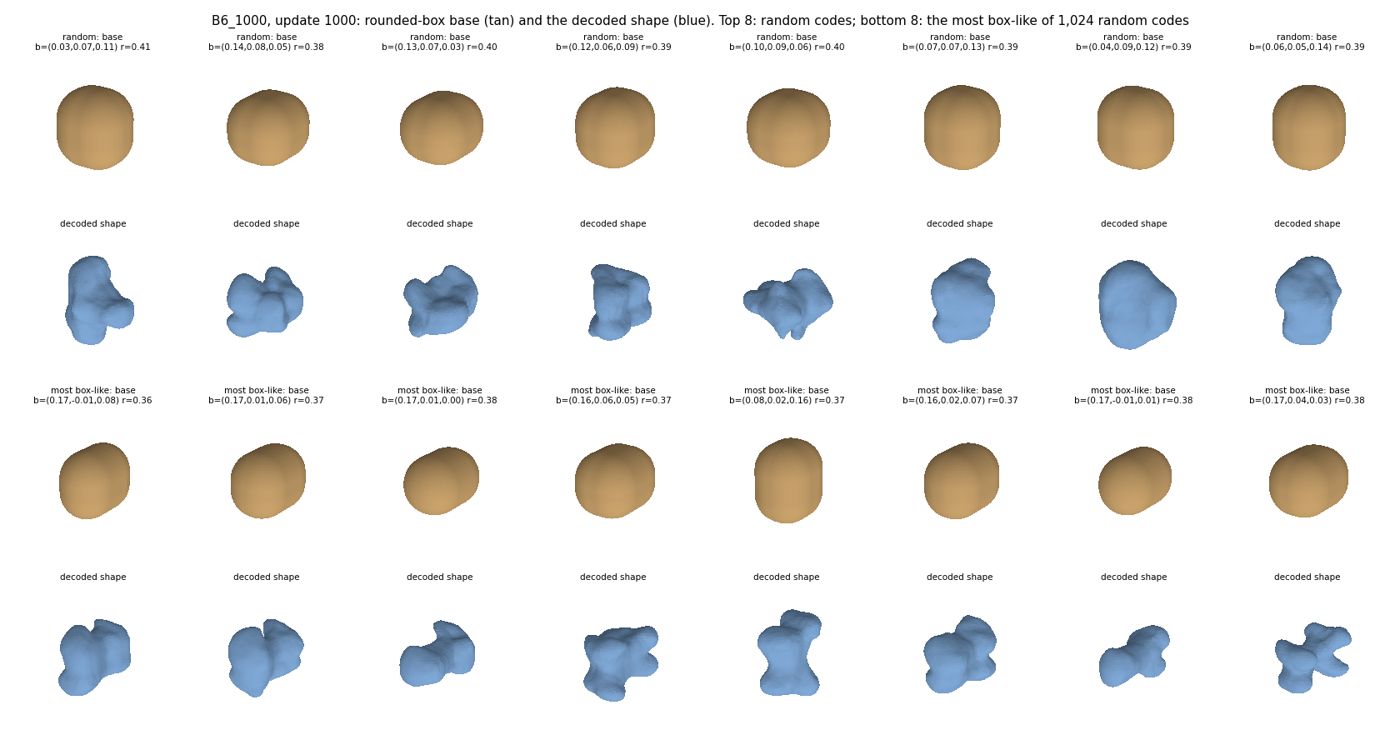 B6_1000, update 1000: rounded-box base (tan) and the decoded shape (blue). Top 8: random codes; bottom 8: the most box-like of 1,024 random codes
random: base
b=(0.03,0.07,0.11) r=0.41
random: base
b=(0.14,0.08,0.05) r=0.38
random: base
b=(0.13,0.07,0.03) r=0.40
random: base
b=(0.12,0.06,0.09) r=0.39
random: base
b=(0.10,0.09,0.06) r=0.40
random: base
b=(0.07,0.07,0.13) r=0.39
random: base
b=(0.04,0.09,0.12) r=0.39
random: base
b=(0.06,0.05,0.14) r=0.39
decoded shape
decoded shape
decoded shape
decoded shape
decoded shape
decoded shape
decoded shape
decoded shape
most box-like: base
b=(0.17,-0.01,0.08) r=0.36
most box-like: base
b=(0.17,0.01,0.06) r=0.37
most box-like: base
b=(0.17,0.01,0.00) r=0.38
most box-like: base
b=(0.16,0.06,0.05) r=0.37
most box-like: base
b=(0.08,0.02,0.16) r=0.37
most box-like: base
b=(0.16,0.02,0.07) r=0.37
most box-like: base
b=(0.17,-0.01,0.01) r=0.38
most box-like: base
b=(0.17,0.04,0.03) r=0.38
decoded shape
decoded shape
decoded shape
decoded shape
decoded shape
decoded shape
decoded shape
decoded shape